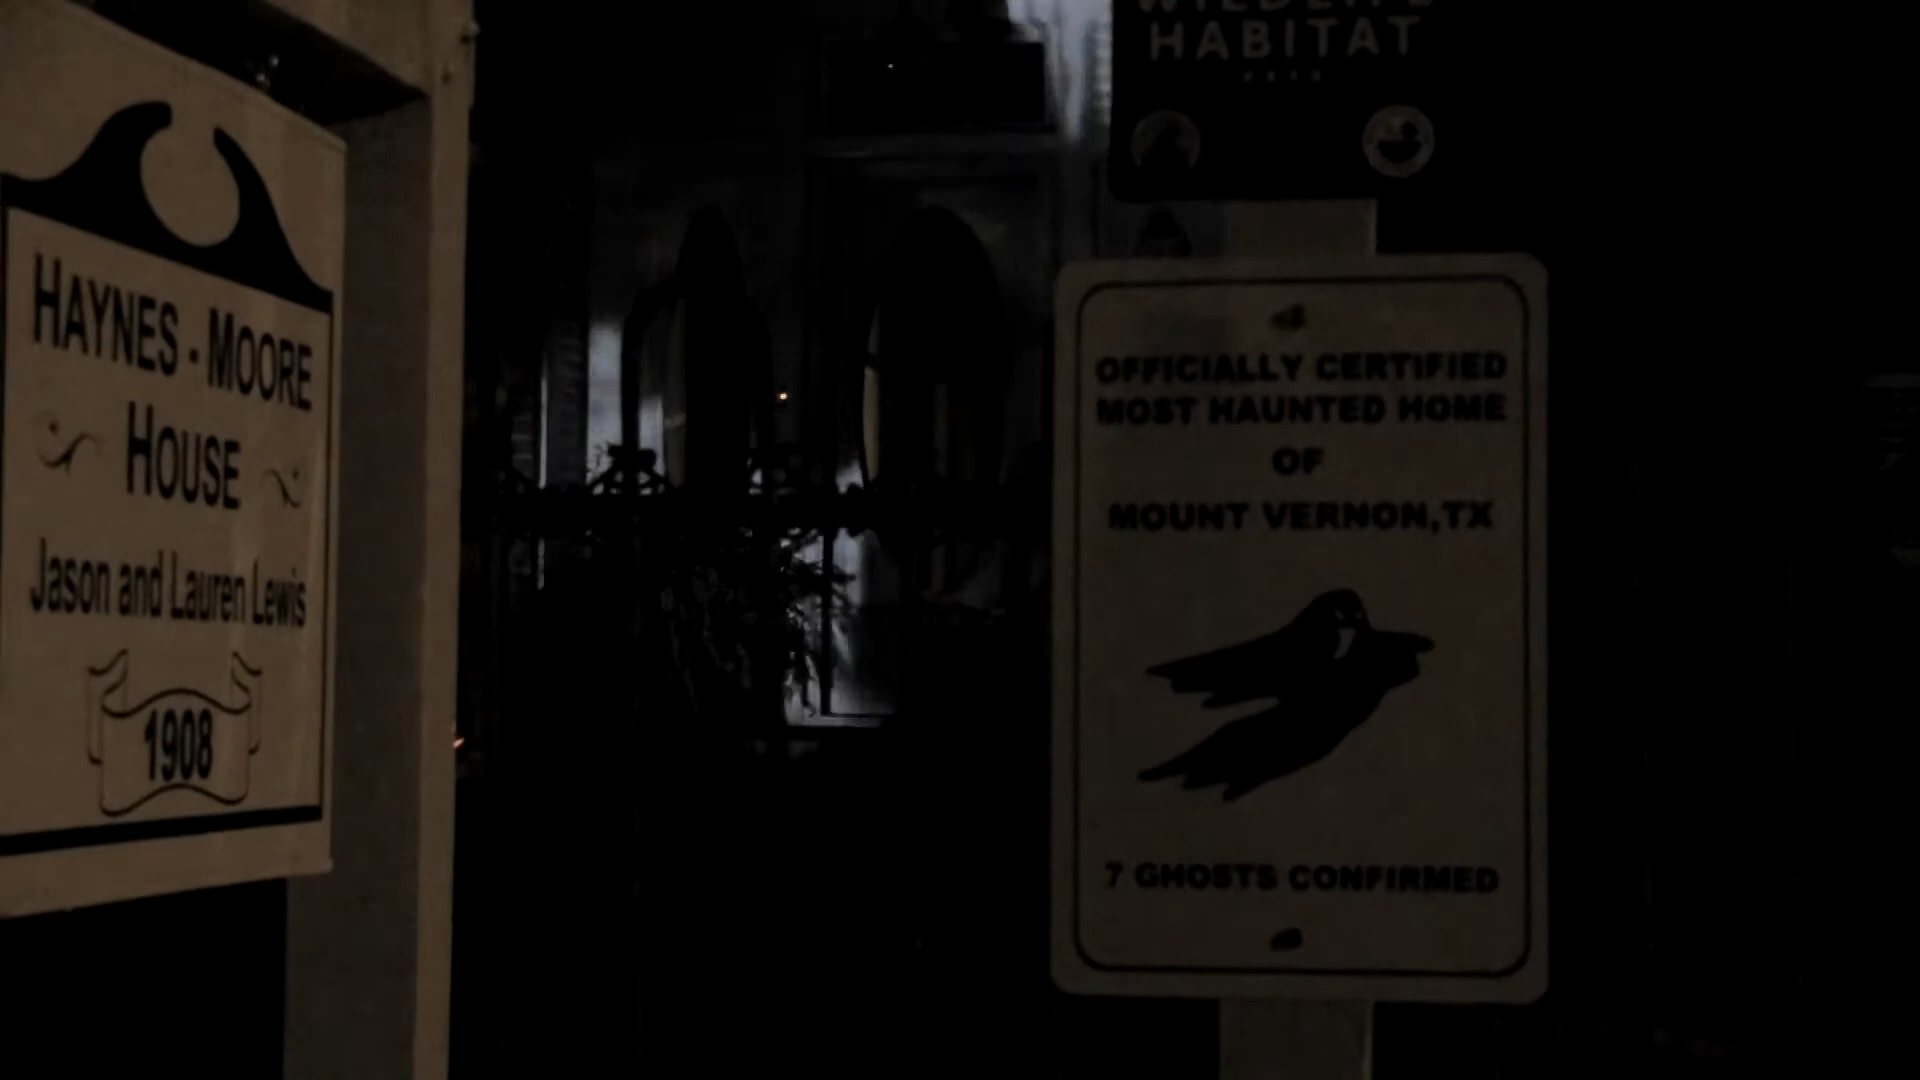 HAYNES - MOORE
HOUSE
Jason and Lauren Lewis
1908
WILDLIFE
HABITAT
OFFICIALLY CERTIFIED
MOST HAUNTED HOME
OF
MOUNT VERNON,TX
7 GHOSTS CONFIRMED